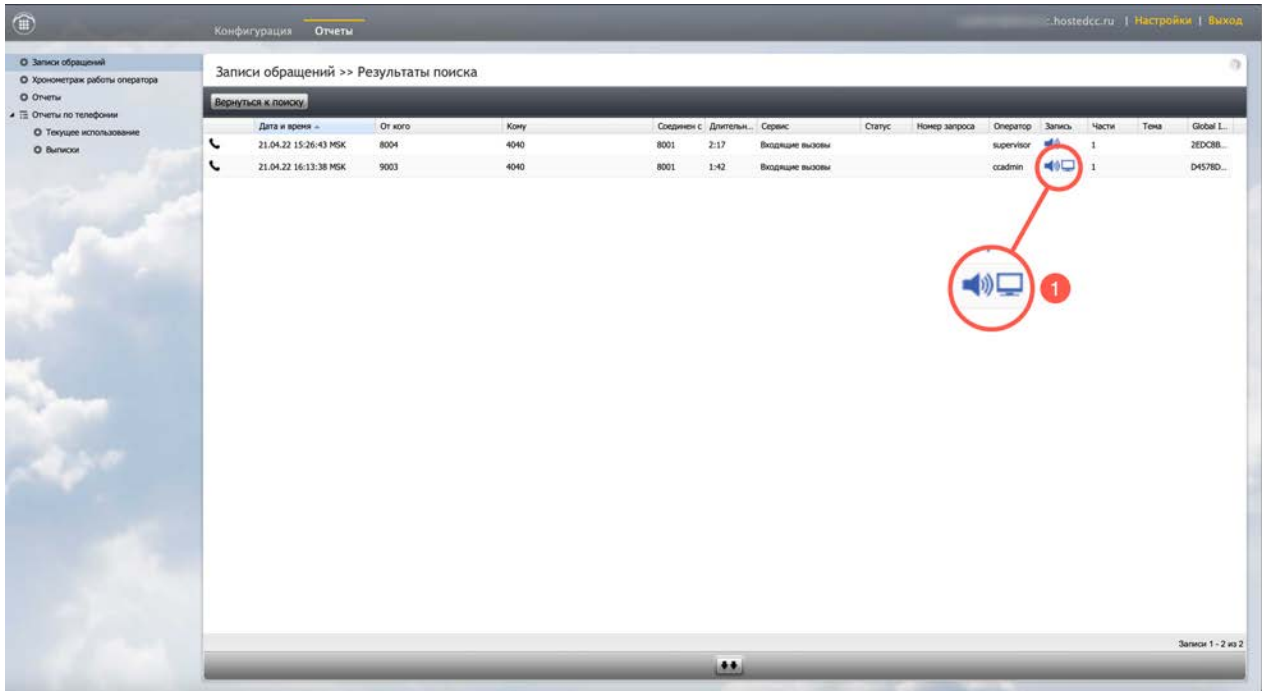 c.hostedcc.ru | Настройки | Выход
Конфигурация Отчеты
Записи обращений
Хронометраж работы оператора
Отчеты
Отчеты по телефонии
Текущее использование
Выписки
Записи обращений >> Результаты поиска
Вернуться к поиску
Дата и время От кого Кому Соединен с Длительн... Сервис Статус Номер запроса Оператор Запись Части Тема Global I...
21.04.22 15:26:43 MSK 8004 4040 8001 2:17 Входящие вызовы supervisor 1 2EDC8B...
21.04.22 16:13:38 MSK 9003 4040 8001 1:42 Входящие вызовы ccadmin 1 D4578D...
1
Записи 1 - 2 из 2